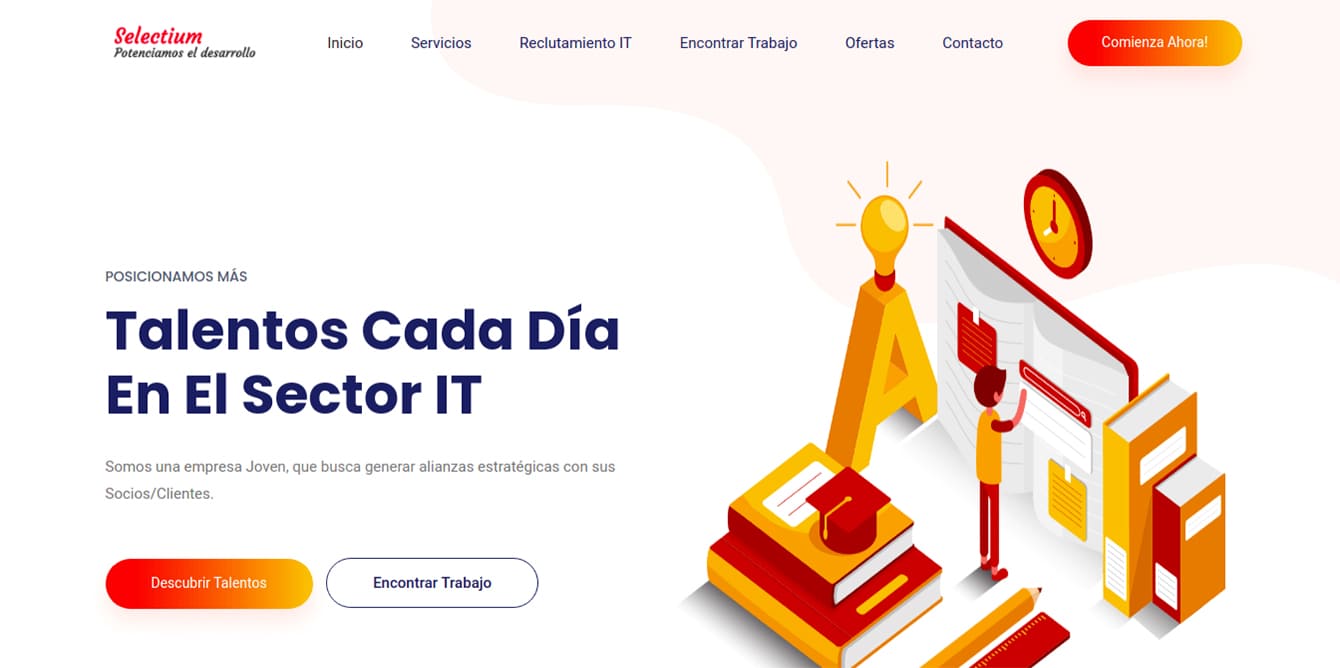 Selectium
Potenciamos el desarrollo
Inicio
Servicios
Reclutamiento IT
Encontrar Trabajo
Ofertas
Contacto
Comienza Ahora!
POSICIONAMOS MÁS
Talentos Cada Día
En El Sector IT
Somos una empresa Joven, que busca generar alianzas estratégicas con sus
Socios/Clientes.
Descubrir Talentos
Encontrar Trabajo